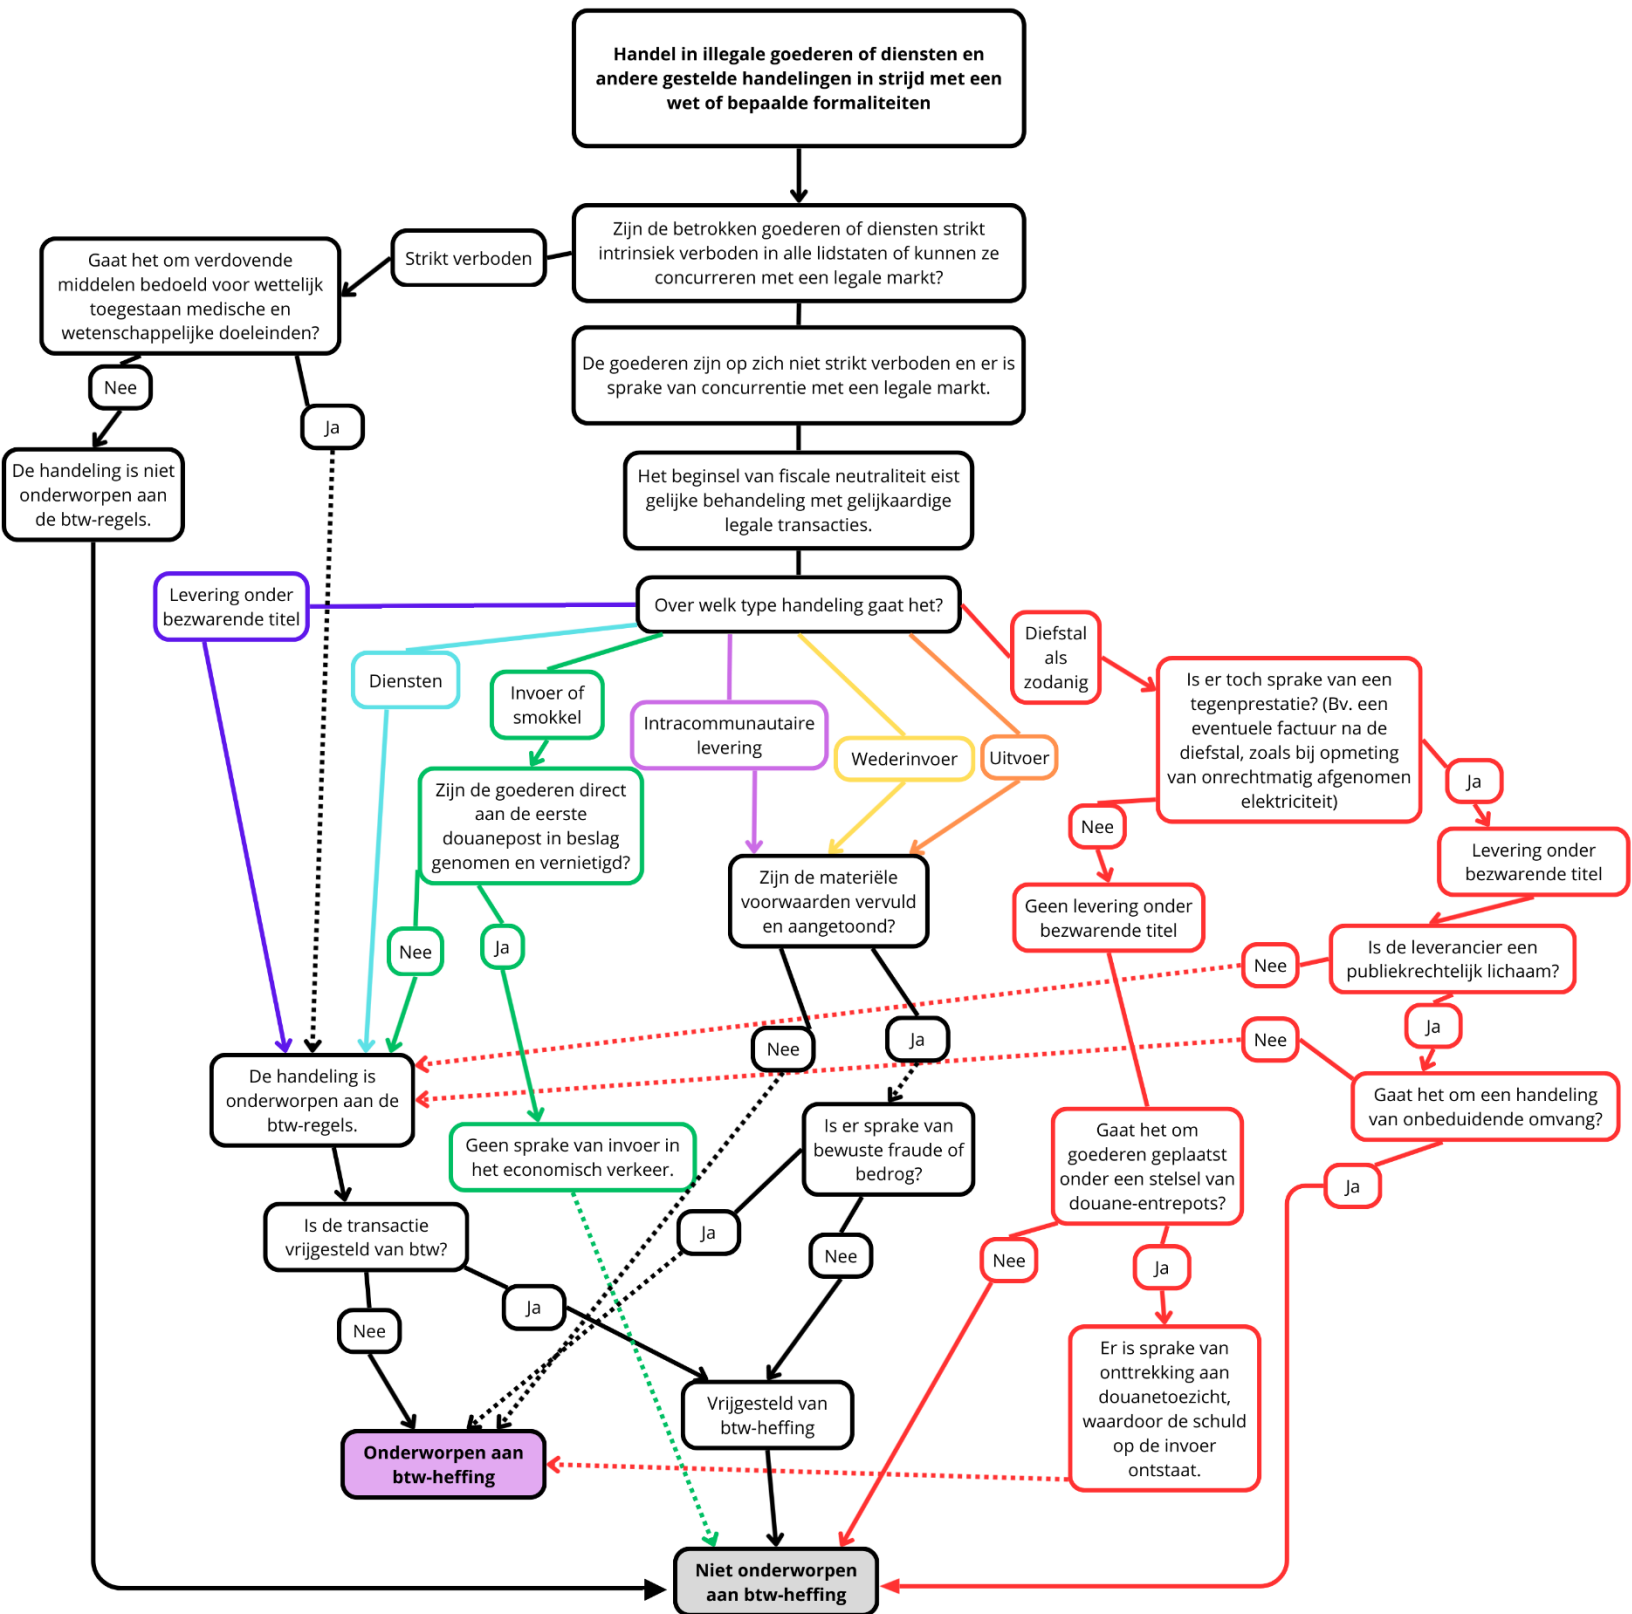 Handel in illegale goederen of diensten en
andere gestelde handelingen in strijd met een
wet of bepaalde formaliteiten
Zijn de betrokken goederen of diensten strikt
intrinsiek verboden in alle lidstaten of kunnen ze
concurreren met een legale markt?
Strikt verboden
Gaat het om verdovende
middelen bedoeld voor wettelijk
toegestaan medische en
wetenschappelijke doeleinden?
Nee
Ja
De handeling is niet
onderworpen aan
de btw-regels.
De goederen zijn op zich niet strikt verboden en er is
sprake van concurrentie met een legale markt.
Het beginsel van fiscale neutraliteit eist
gelijke behandeling met gelijkaardige
legale transacties.
Over welk type handeling gaat het?
Levering onder
bezwarende titel
Diensten
Invoer of
smokkel
Intracommunautaire
levering
Wederinvoer
Uitvoer
Diefstal
als
zodanig
Zijn de goederen direct
aan de eerste
douanepost in beslag
genomen en vernietigd?
Nee
Ja
Zijn de materiële
voorwaarden vervuld
en aangetoond?
Nee
Ja
Is er toch sprake van een
tegenprestatie? (Bv. een
eventuele factuur na de
diefstal, zoals bij opmeting
van onrechtmatig afgenomen
elektriciteit)
Nee
Ja
Geen levering onder
bezwarende titel
Levering onder
bezwarende titel
Is de leverancier een
publiekrechtelijk lichaam?
Nee
Ja
Gaat het om een handeling
van onbeduidende omvang?
Nee
Ja
De handeling is
onderworpen aan de
btw-regels.
Geen sprake van invoer in
het economisch verkeer.
Is er sprake van
bewuste fraude of
bedrog?
Ja
Nee
Gaat het om
goederen geplaatst
onder een stelsel van
douane-entrepots?
Nee
Ja
Is de transactie
vrijgesteld van btw?
Nee
Ja
Er is sprake van
onttrekking aan
douanetoezicht,
waardoor de schuld
op de invoer
ontstaat.
Vrijgesteld van
btw-heffing
Onderworpen aan
btw-heffing
Niet onderworpen
aan btw-heffing